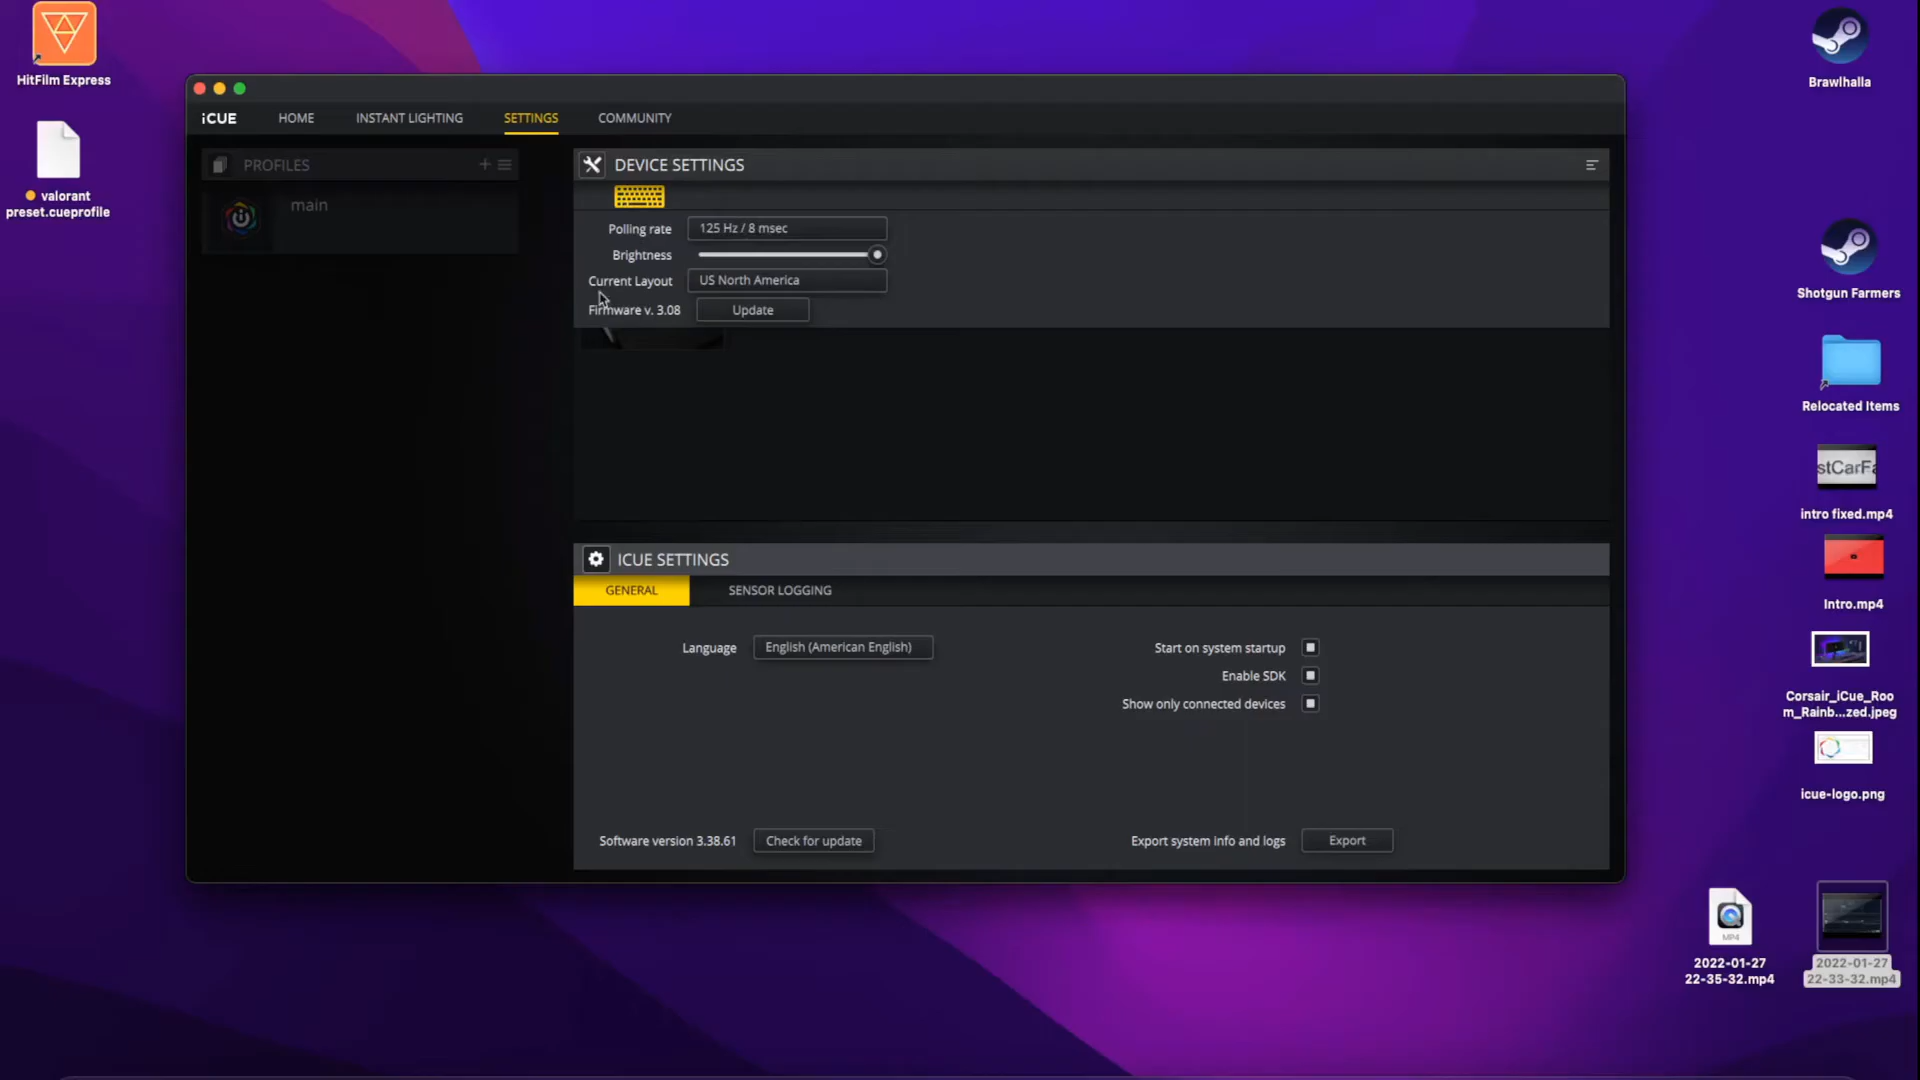 HitFilm Express
valorant
preset.cueprofile
iCUE
HOME
INSTANT LIGHTING
SETTINGS
COMMUNITY
PROFILES
main
DEVICE SETTINGS
Polling rate
125 Hz / 8 msec
Brightness
Current Layout
US North America
Firmware v. 3.08
Update
ICUE SETTINGS
GENERAL
SENSOR LOGGING
Language
English (American English)
Start on system startup
Enable SDK
Show only connected devices
Software version 3.38.61
Check for update
Export system info and logs
Export
Brawlhalla
Shotgun Farmers
Relocated Items
stCarFa
intro fixed.mp4
Intro.mp4
Corsair_iCue_Roo
m_Rainb...zed.jpeg
icue-logo.png
MP4
2022-01-27
22-35-32.mp4
2022-01-27
22-33-32.mp4